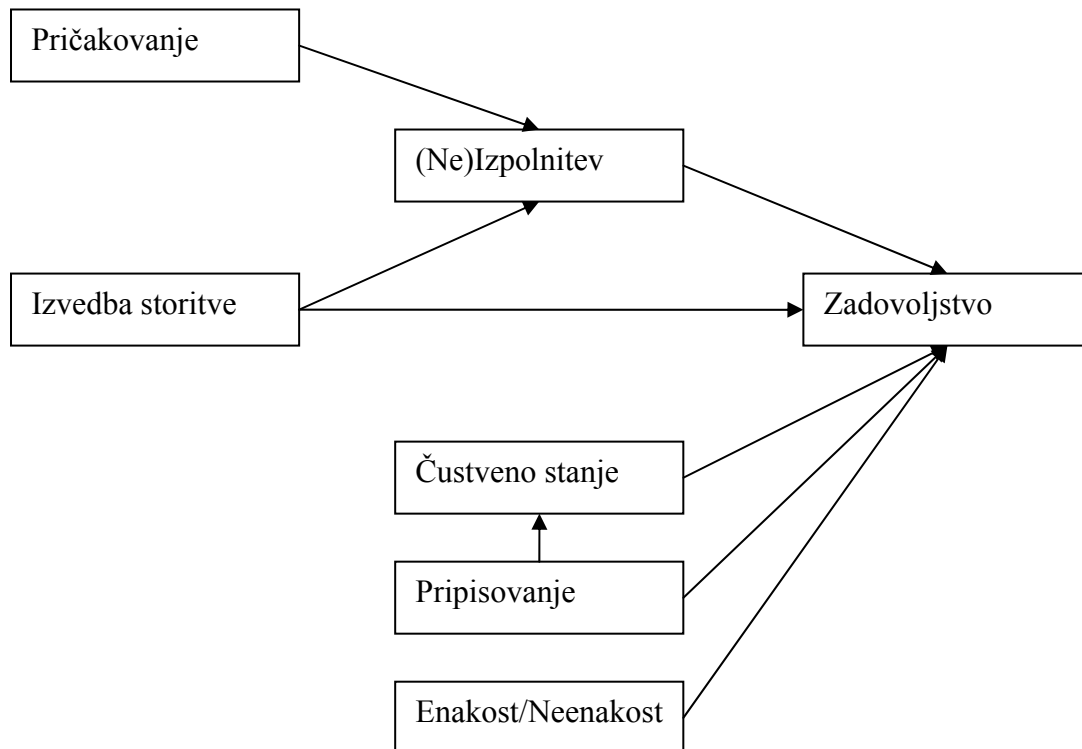 Pričakovanje
(Ne)Izpolnitev
Izvedba storitve
Zadovoljstvo
Čustveno stanje
Pripisovanje
Enakost/Neenakost